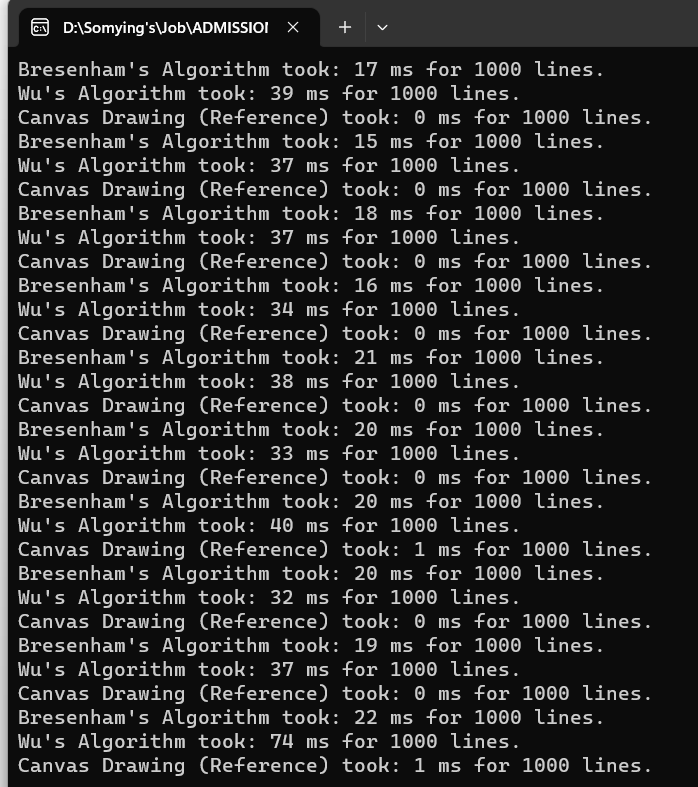 D:\Somying's\Job\ADMISSION
Bresenham's Algorithm took: 17 ms for 1000 lines.
Wu's Algorithm took: 39 ms for 1000 lines.
Canvas Drawing (Reference) took: 0 ms for 1000 lines.
Bresenham's Algorithm took: 15 ms for 1000 lines.
Wu's Algorithm took: 37 ms for 1000 lines.
Canvas Drawing (Reference) took: 0 ms for 1000 lines.
Bresenham's Algorithm took: 18 ms for 1000 lines.
Wu's Algorithm took: 37 ms for 1000 lines.
Canvas Drawing (Reference) took: 0 ms for 1000 lines.
Bresenham's Algorithm took: 16 ms for 1000 lines.
Wu's Algorithm took: 34 ms for 1000 lines.
Canvas Drawing (Reference) took: 0 ms for 1000 lines.
Bresenham's Algorithm took: 21 ms for 1000 lines.
Wu's Algorithm took: 38 ms for 1000 lines.
Canvas Drawing (Reference) took: 0 ms for 1000 lines.
Bresenham's Algorithm took: 20 ms for 1000 lines.
Wu's Algorithm took: 33 ms for 1000 lines.
Canvas Drawing (Reference) took: 0 ms for 1000 lines.
Bresenham's Algorithm took: 20 ms for 1000 lines.
Wu's Algorithm took: 40 ms for 1000 lines.
Canvas Drawing (Reference) took: 1 ms for 1000 lines.
Bresenham's Algorithm took: 20 ms for 1000 lines.
Wu's Algorithm took: 32 ms for 1000 lines.
Canvas Drawing (Reference) took: 0 ms for 1000 lines.
Bresenham's Algorithm took: 19 ms for 1000 lines.
Wu's Algorithm took: 37 ms for 1000 lines.
Canvas Drawing (Reference) took: 0 ms for 1000 lines.
Bresenham's Algorithm took: 22 ms for 1000 lines.
Wu's Algorithm took: 74 ms for 1000 lines.
Canvas Drawing (Reference) took: 1 ms for 1000 lines.